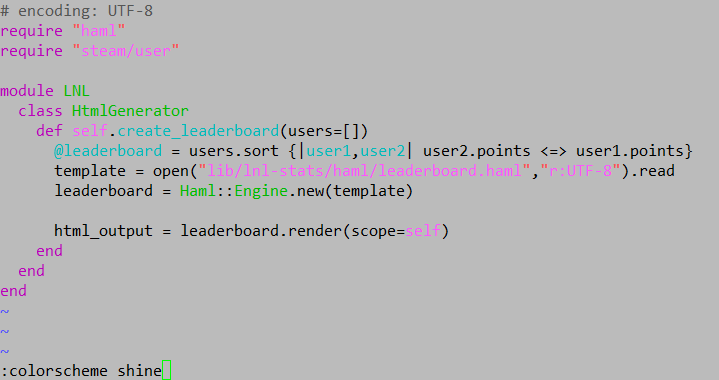 # encoding: UTF-8
require "haml"
require "steam/user"

module LNL
  class HtmlGenerator
    def self.create_leaderboard(users=[])
      @leaderboard = users.sort {|user1,user2| user2.points <=> user1.points}
      template = open("lib/lnl-stats/haml/leaderboard.haml","r:UTF-8").read
      leaderboard = Haml::Engine.new(template)

      html_output = leaderboard.render(scope=self)
    end
  end
end
~
~
~
:colorscheme shine